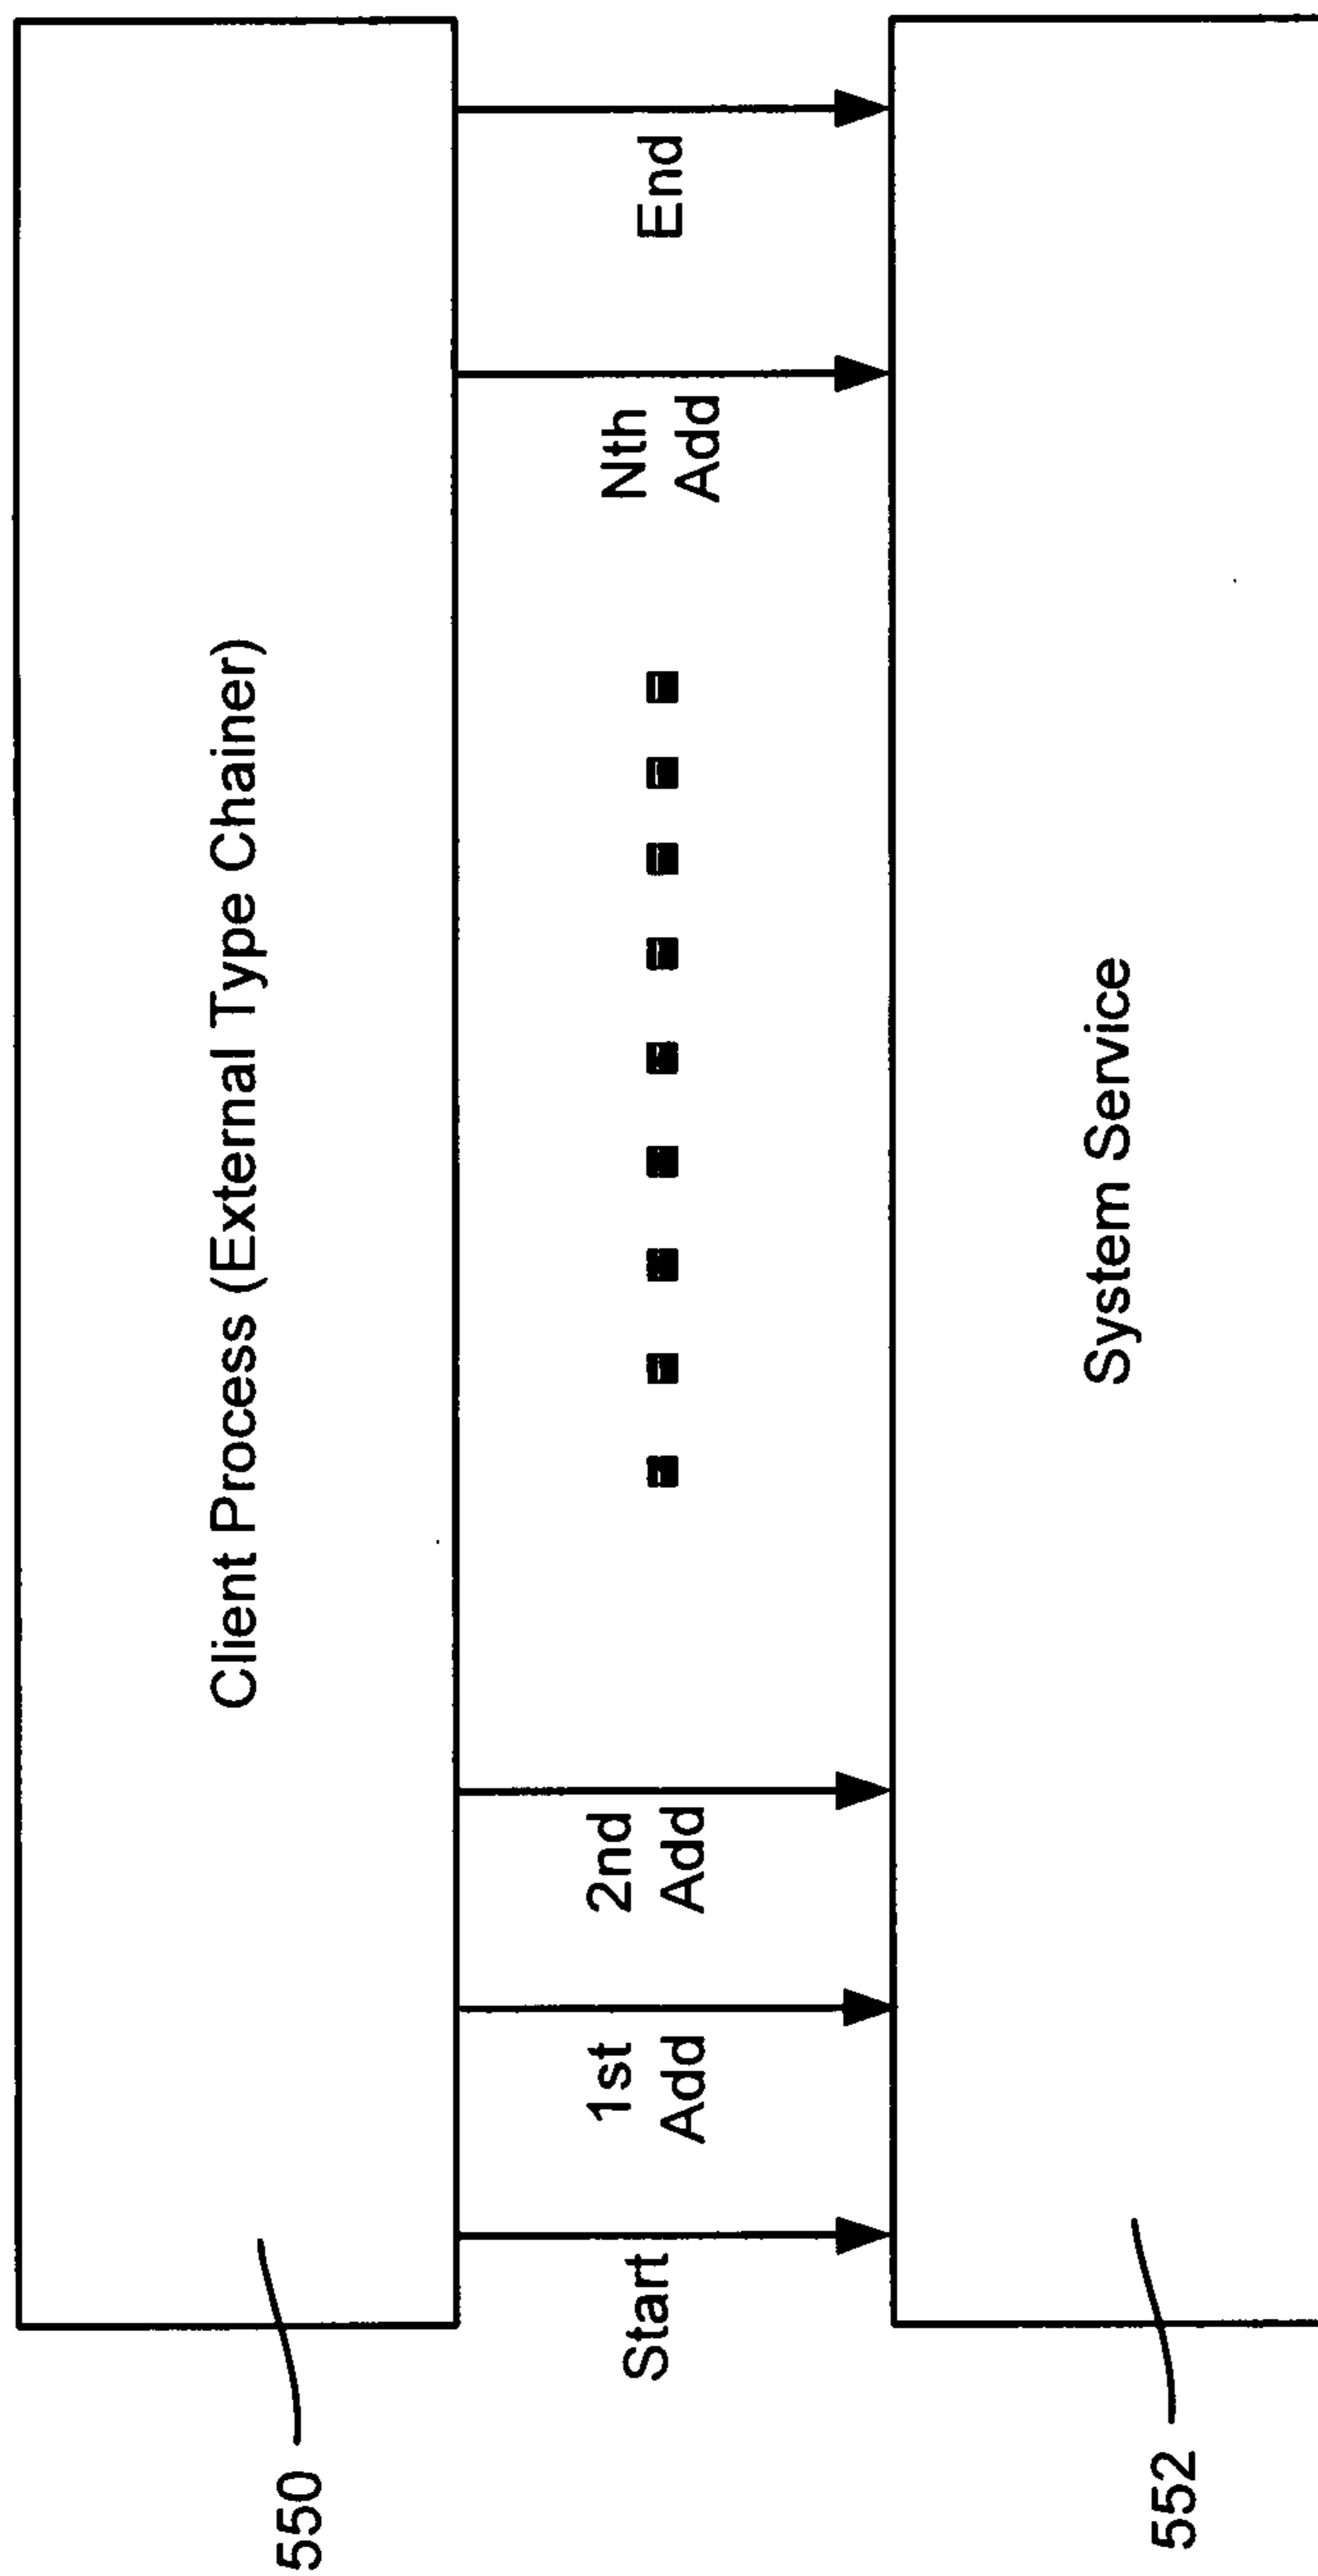 Client Process (External Type Chainer)
550
Start
1st
Add
2nd
Add
Nth
Add
End
System Service
552